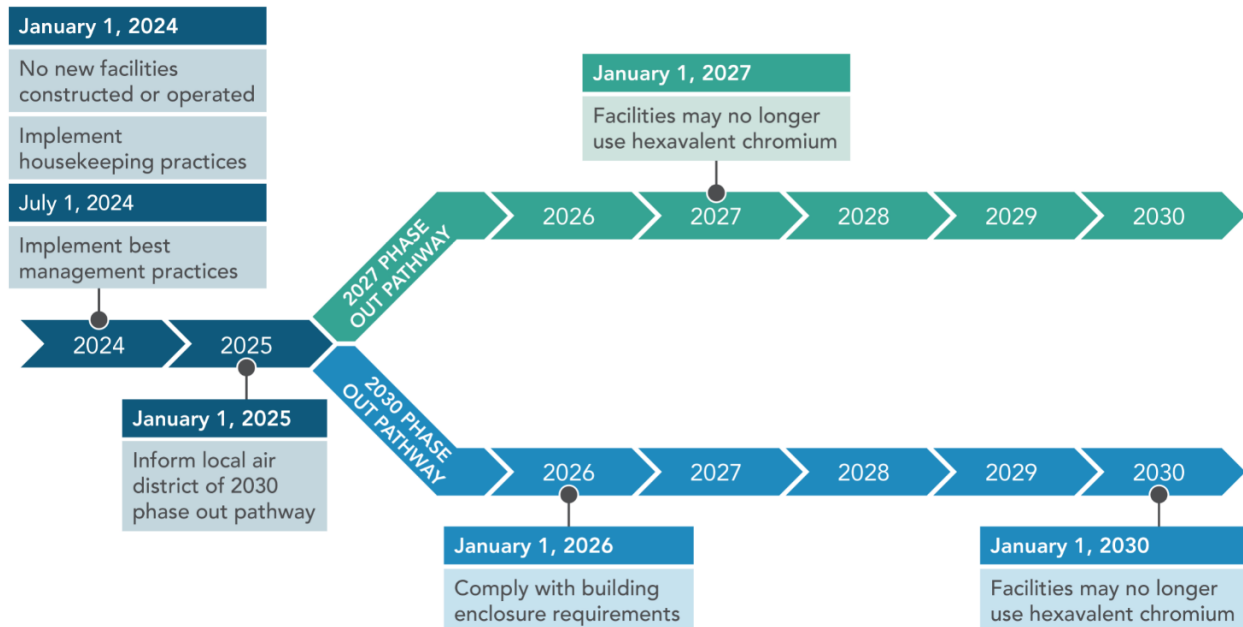 January 1, 2024
No new facilities
constructed or operated
Implement
housekeeping practices
July 1, 2024
Implement best
management practices
2024
2025
January 1, 2025
Inform local air
district of 2030
phase out pathway
2027 PHASE
OUT PATHWAY
January 1, 2027
Facilities may no longer
use hexavalent chromium
2026
2027
2028
2029
2030
2030 PHASE
OUT PATHWAY
2026
2027
2028
2029
2030
January 1, 2026
Comply with building
enclosure requirements
January 1, 2030
Facilities may no longer
use hexavalent chromium